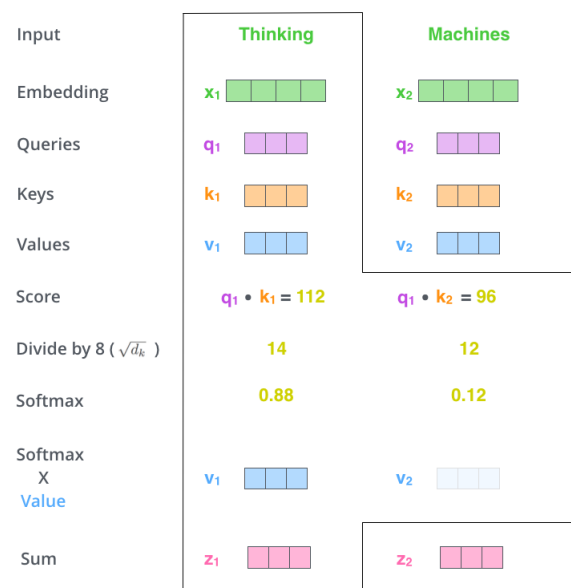 Input Thinking Machines
Embedding x₁ x₂
Queries q₁ q₂
Keys k₁ k₂
Values v₁ v₂
Score q₁ • k₁ = 112 q₁ • k₂ = 96
Divide by 8 ( √dₖ ) 14 12
Softmax 0.88 0.12
Softmax
X v₁ v₂
Value
Sum z₁ z₂